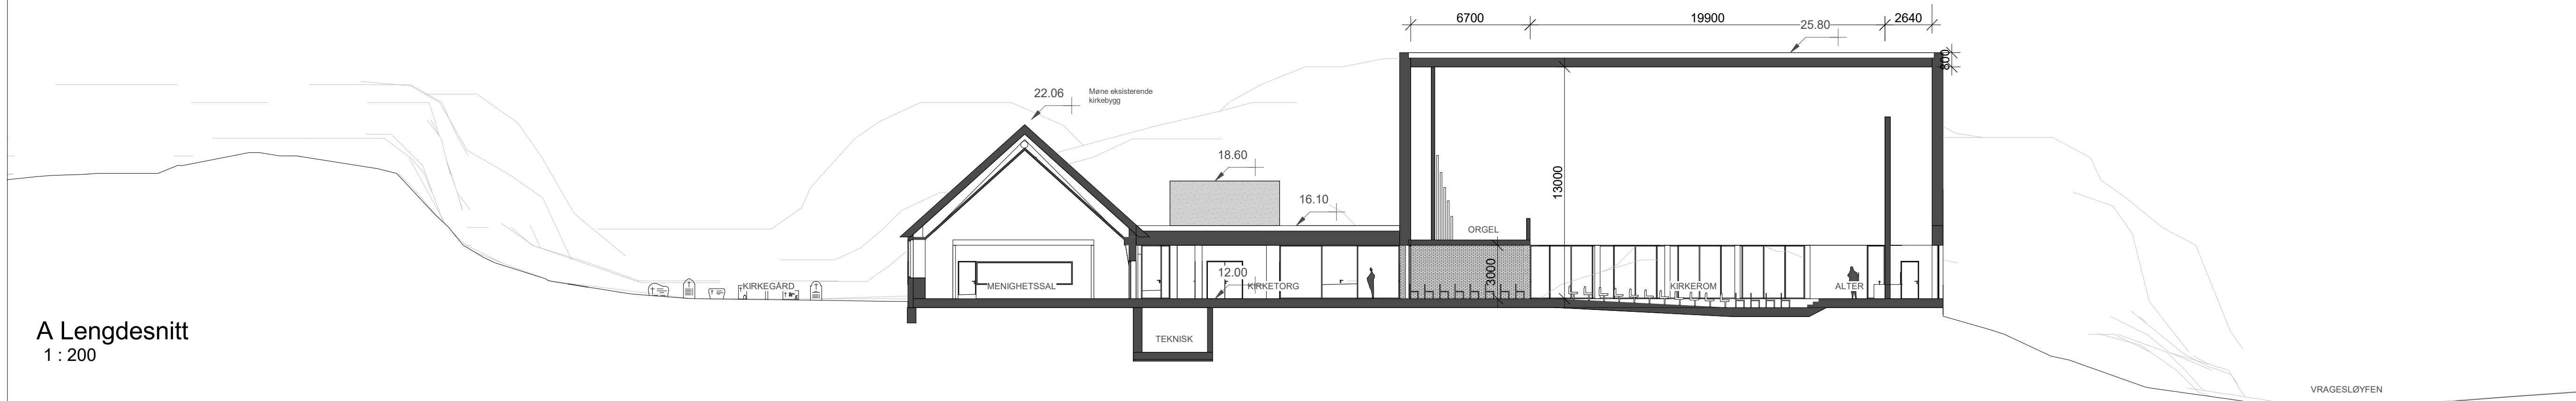 6700
19900
2640
25.80
800
22.06
Møne eksisterende
kirkebygg
18.60
13000
16.10
ORGEL
3000
12.00
KIRKEGÅRD
MENIGHETSSAL
KIRKETORG
KIRKEROM
ALTER
A Lengdesnitt
1 : 200
TEKNISK
VRAGESLØYFEN